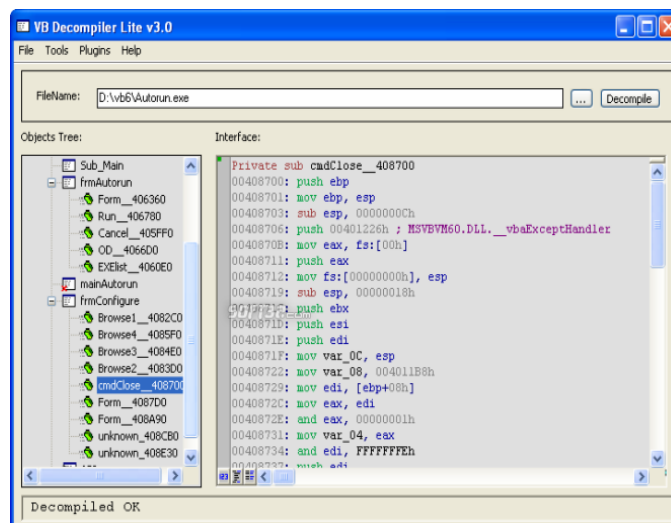 VB Decompiler Lite v3.0
File Tools Plugins Help
FileName: D:\vb6\Autorun.exe ... Decompile
Objects Tree:
Sub_Main
frmAutorun
Form__406360
Run__406780
Cancel__405FF0
OD__4066D0
EXElist__4060E0
mainAutorun
frmConfigure
Browse1__4082C0
Browse4__4085F0
Browse3__4084E0
Browse2__4083D0
cmdClose__408700
Form__4087D0
Form__408A90
unknown_408CB0
unknown_408E30
Interface:
Private sub cmdClose__408700
00408700: push ebp
00408701: mov ebp, esp
00408703: sub esp, 0000000Ch
00408706: push 00401226h ; MSVBVM60.DLL.__vbaExceptHandler
0040870B: mov eax, fs:[00h]
00408711: push eax
00408712: mov fs:[00000000h], esp
00408719: sub esp, 00000018h
push ebx
0040871D: push esi
0040871E: push edi
0040871F: mov var_0C, esp
00408722: mov var_08, 004011B8h
00408729: mov edi, [ebp+08h]
0040872C: mov eax, edi
0040872E: and eax, 00000001h
00408731: mov var_04, eax
00408734: and edi, FFFFFFFEh
00408737: push edi
Decompiled OK